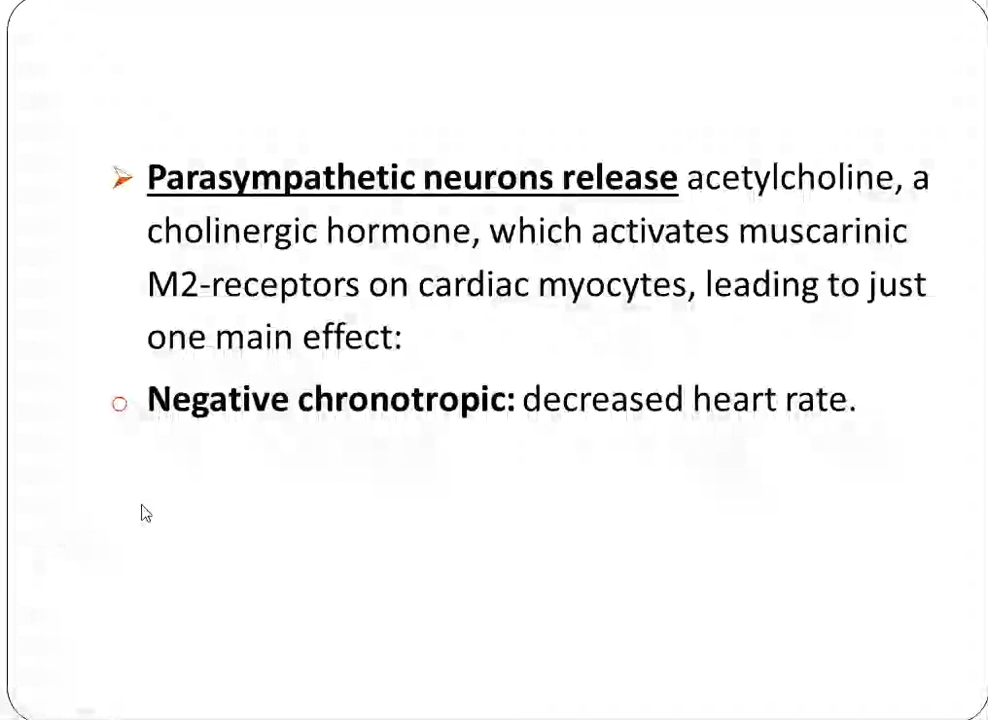 Parasympathetic neurons release acetylcholine, a
cholinergic hormone, which activates muscarinic
M2-receptors on cardiac myocytes, leading to just
one main effect:
Negative chronotropic: decreased heart rate.